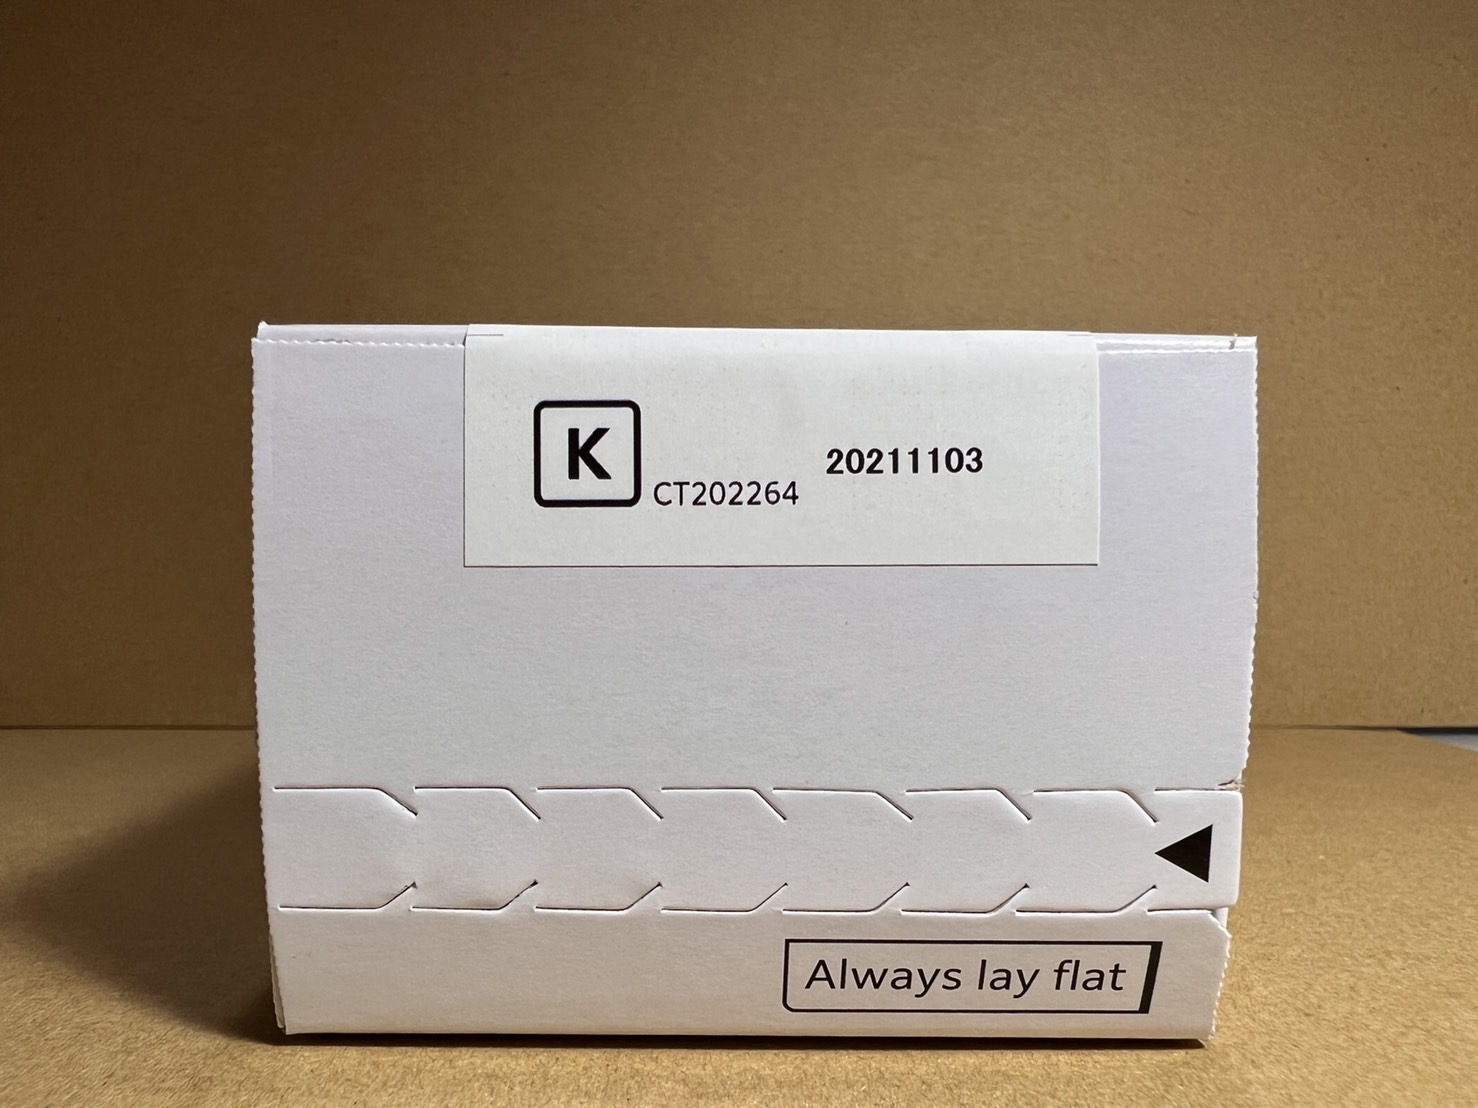 K
CT202264
20211103
Always lay flat